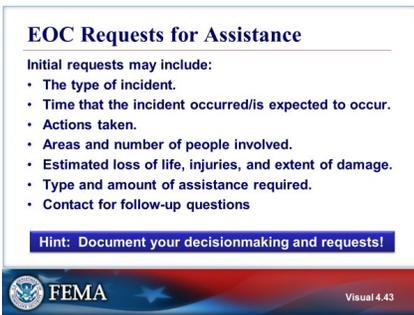 EOC Requests for Assistance
Initial requests may include:
• The type of incident.
• Time that the incident occurred/is expected to occur.
• Actions taken.
• Areas and number of people involved.
• Estimated loss of life, injuries, and extent of damage.
• Type and amount of assistance required.
• Contact for follow-up questions
Hint: Document your decisionmaking and requests!
FEMA
Visual 4.43